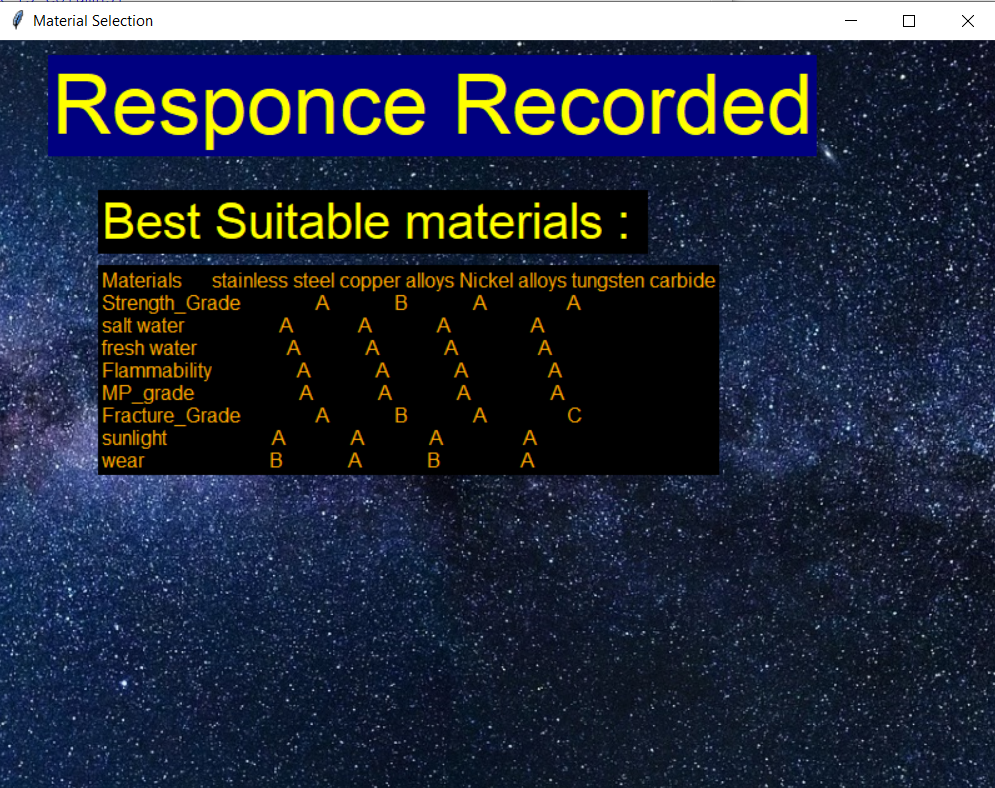 Material Selection
Responce Recorded
Best Suitable materials :
Materials stainless steel copper alloys Nickel alloys tungsten carbide
Strength_Grade A B A A
salt water A A A A
fresh water A A A A
Flammability A A A A
MP_grade A A A A
Fracture_Grade A B A C
sunlight A A A A
wear B A B A